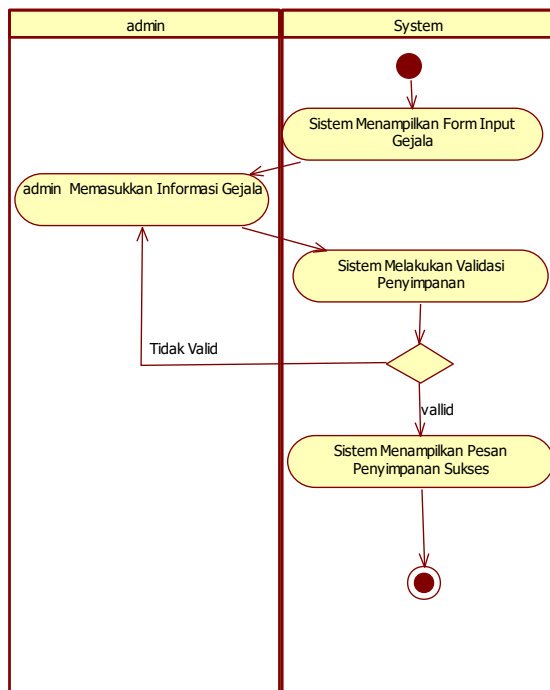 admin
System
Sistem Menampilkan Form Input
Gejala
admin  Memasukkan Informasi Gejala
Sistem Melakukan Validasi
Penyimpanan
Tidak Valid
vallid
Sistem Menampilkan Pesan
Penyimpanan Sukses